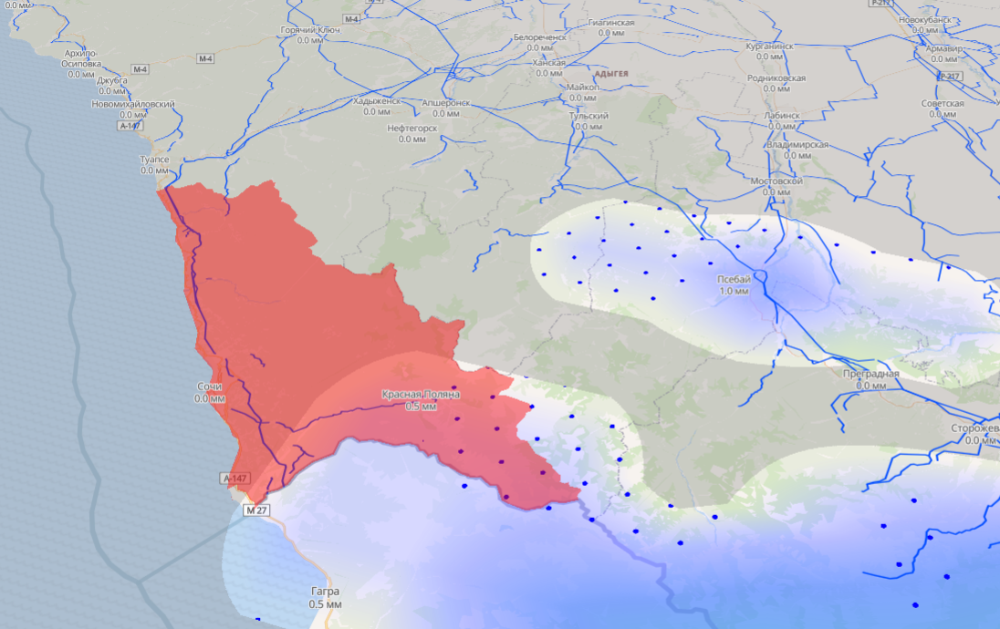 0.0 мм
М-4
Р-217
Горячий Ключ
0.0 мм
Гиагинская
0.0 мм
Новокубанск
0.0 мм
Белореченск
0.0 мм
Курганинск
0.0 мм
Армавир
0.0 мм
Архипо-
Осиповка
0.0 мм
М-4
М-4
Ханская
0.0 мм
АДЫГЕЯ
Р-217
Джубга
0.0 мм
Майкоп
0.0 мм
Родниковская
0.0 мм
Новомихайловский
0.0 мм
А-147
Хадыженск
0.0 мм
Апшеронск
0.0 мм
Советская
0.0 мм
Тульский
0.0 мм
Лабинск
0.0 мм
Нефтегорск
0.0 мм
Владимирская
0.0 мм
Туапсе
0.0 мм
Мостовской
0.0 мм
Псебай
1.0 мм
Преградная
0.0 мм
Сочи
0.0 мм
Красная Поляна
0.5 мм
Сторожев
0.0 мм
А-147
М 27
Гагра
0.5 мм